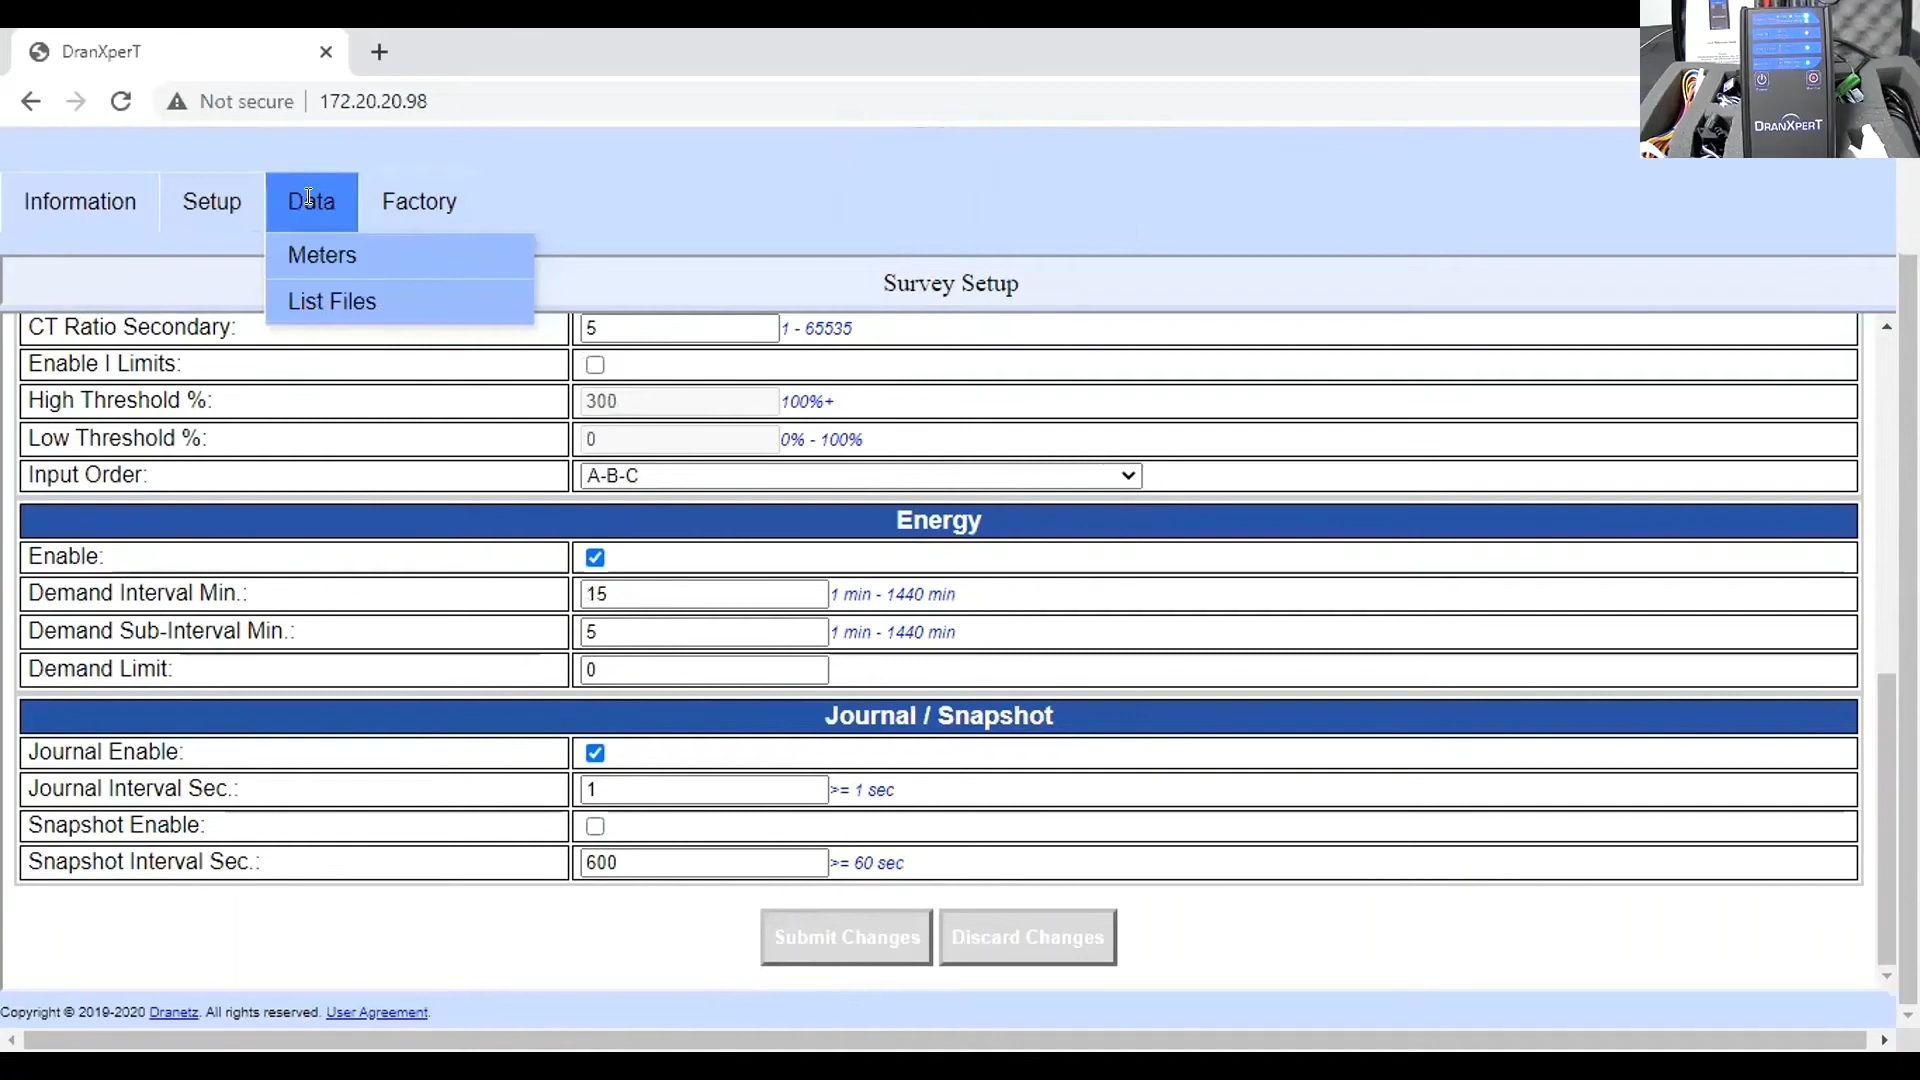 DranXperT
Not secure 172.20.20.98
DRANXPERT
Information Setup Data Factory
Meters
List Files
Survey Setup
CT Ratio Secondary: 5 1 - 65535
Enable I Limits:
High Threshold %: 300 100%+
Low Threshold %: 0 0% - 100%
Input Order: A-B-C
Energy
Enable:
Demand Interval Min.: 15 1 min - 1440 min
Demand Sub-Interval Min.: 5 1 min - 1440 min
Demand Limit: 0
Journal / Snapshot
Journal Enable:
Journal Interval Sec.: 1 >= 1 sec
Snapshot Enable:
Snapshot Interval Sec.: 600 >= 60 sec
Submit Changes Discard Changes
Copyright © 2019-2020 Dranetz. All rights reserved. User Agreement.